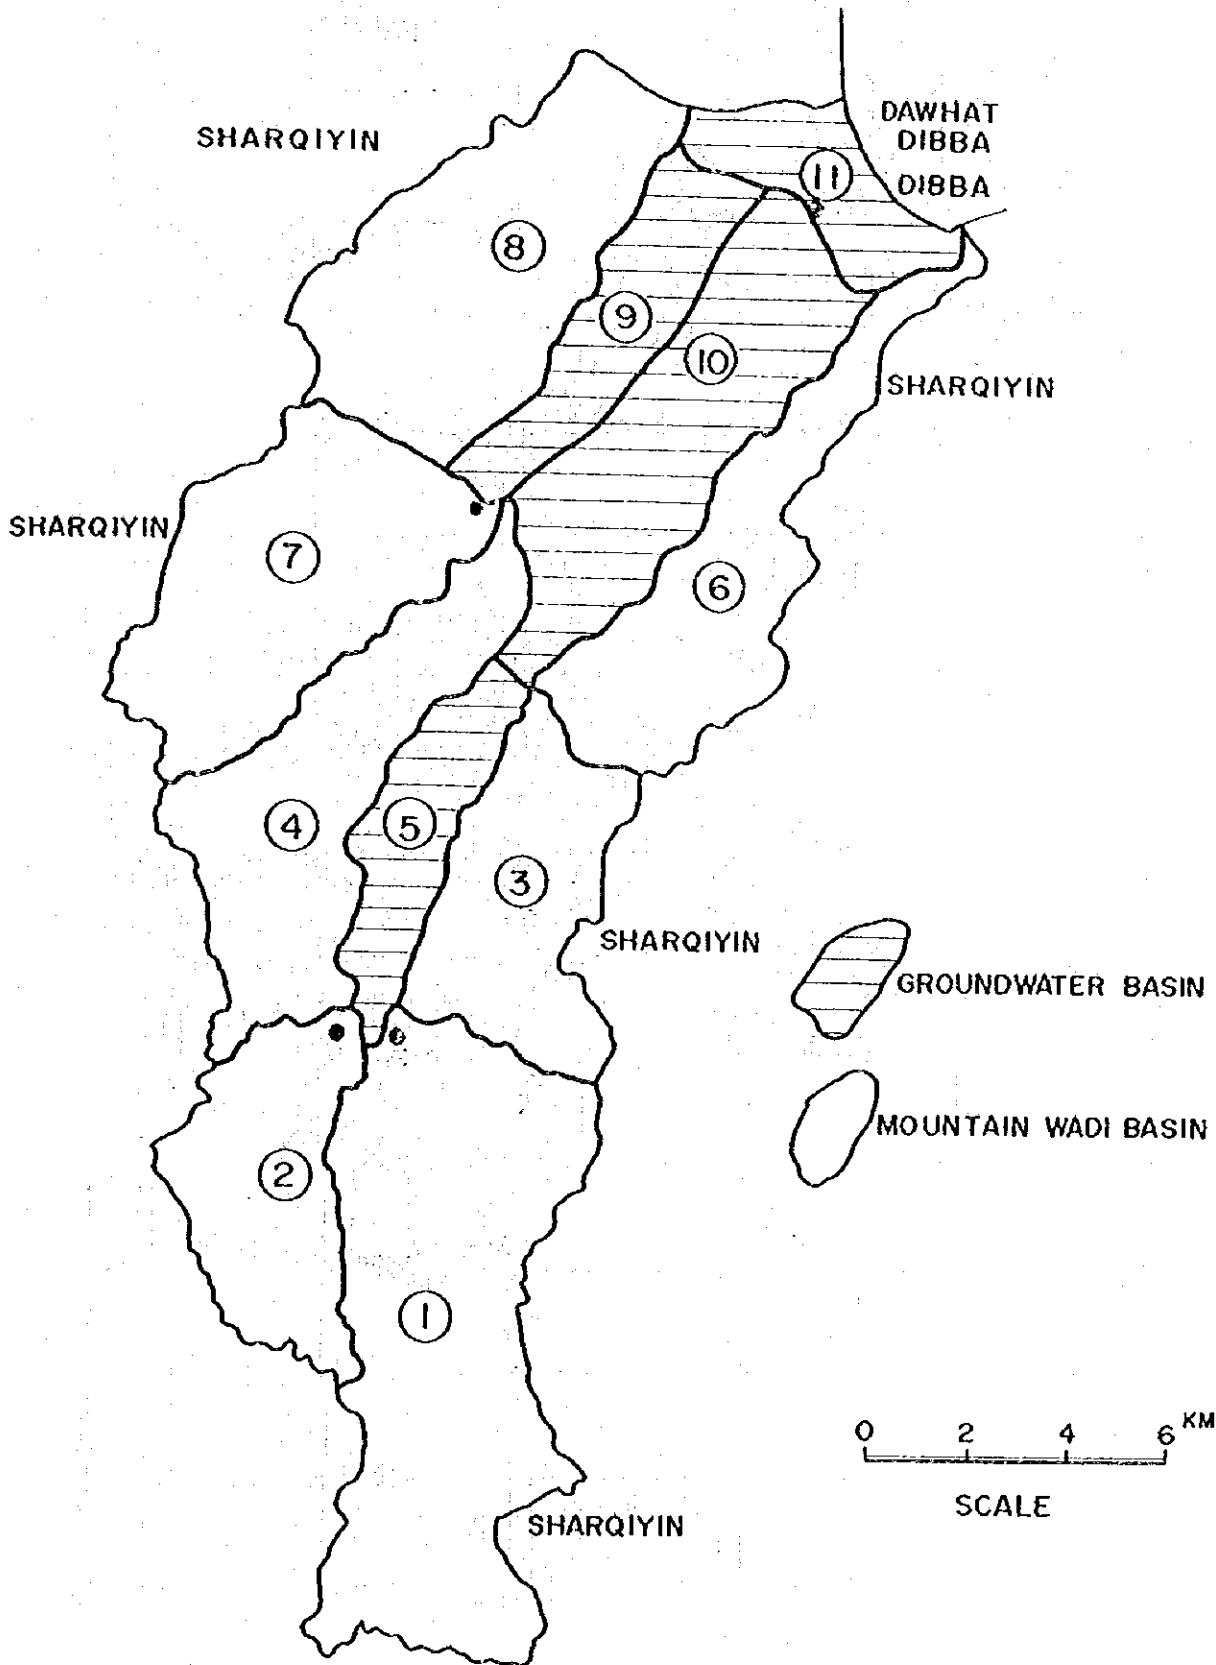 SHARQIYIN
DAWHAT
DIBBA
DIBBA
11
8
9
10
SHARQIYIN
SHARQIYIN
7
6
4
5
3
SHARQIYIN
GROUNDWATER BASIN
MOUNTAIN WADI BASIN
2
1
0 2 4 6 KM
SCALE
SHARQIYIN